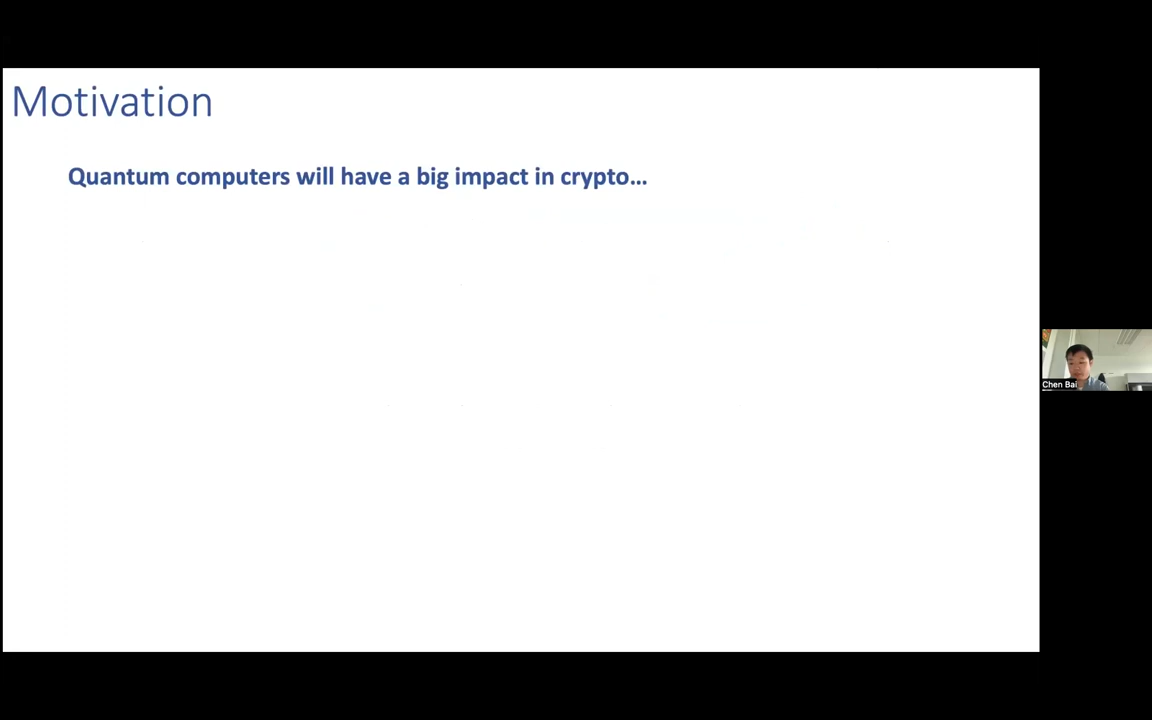 Motivation
Quantum computers will have a big impact in crypto…
Chen Bai